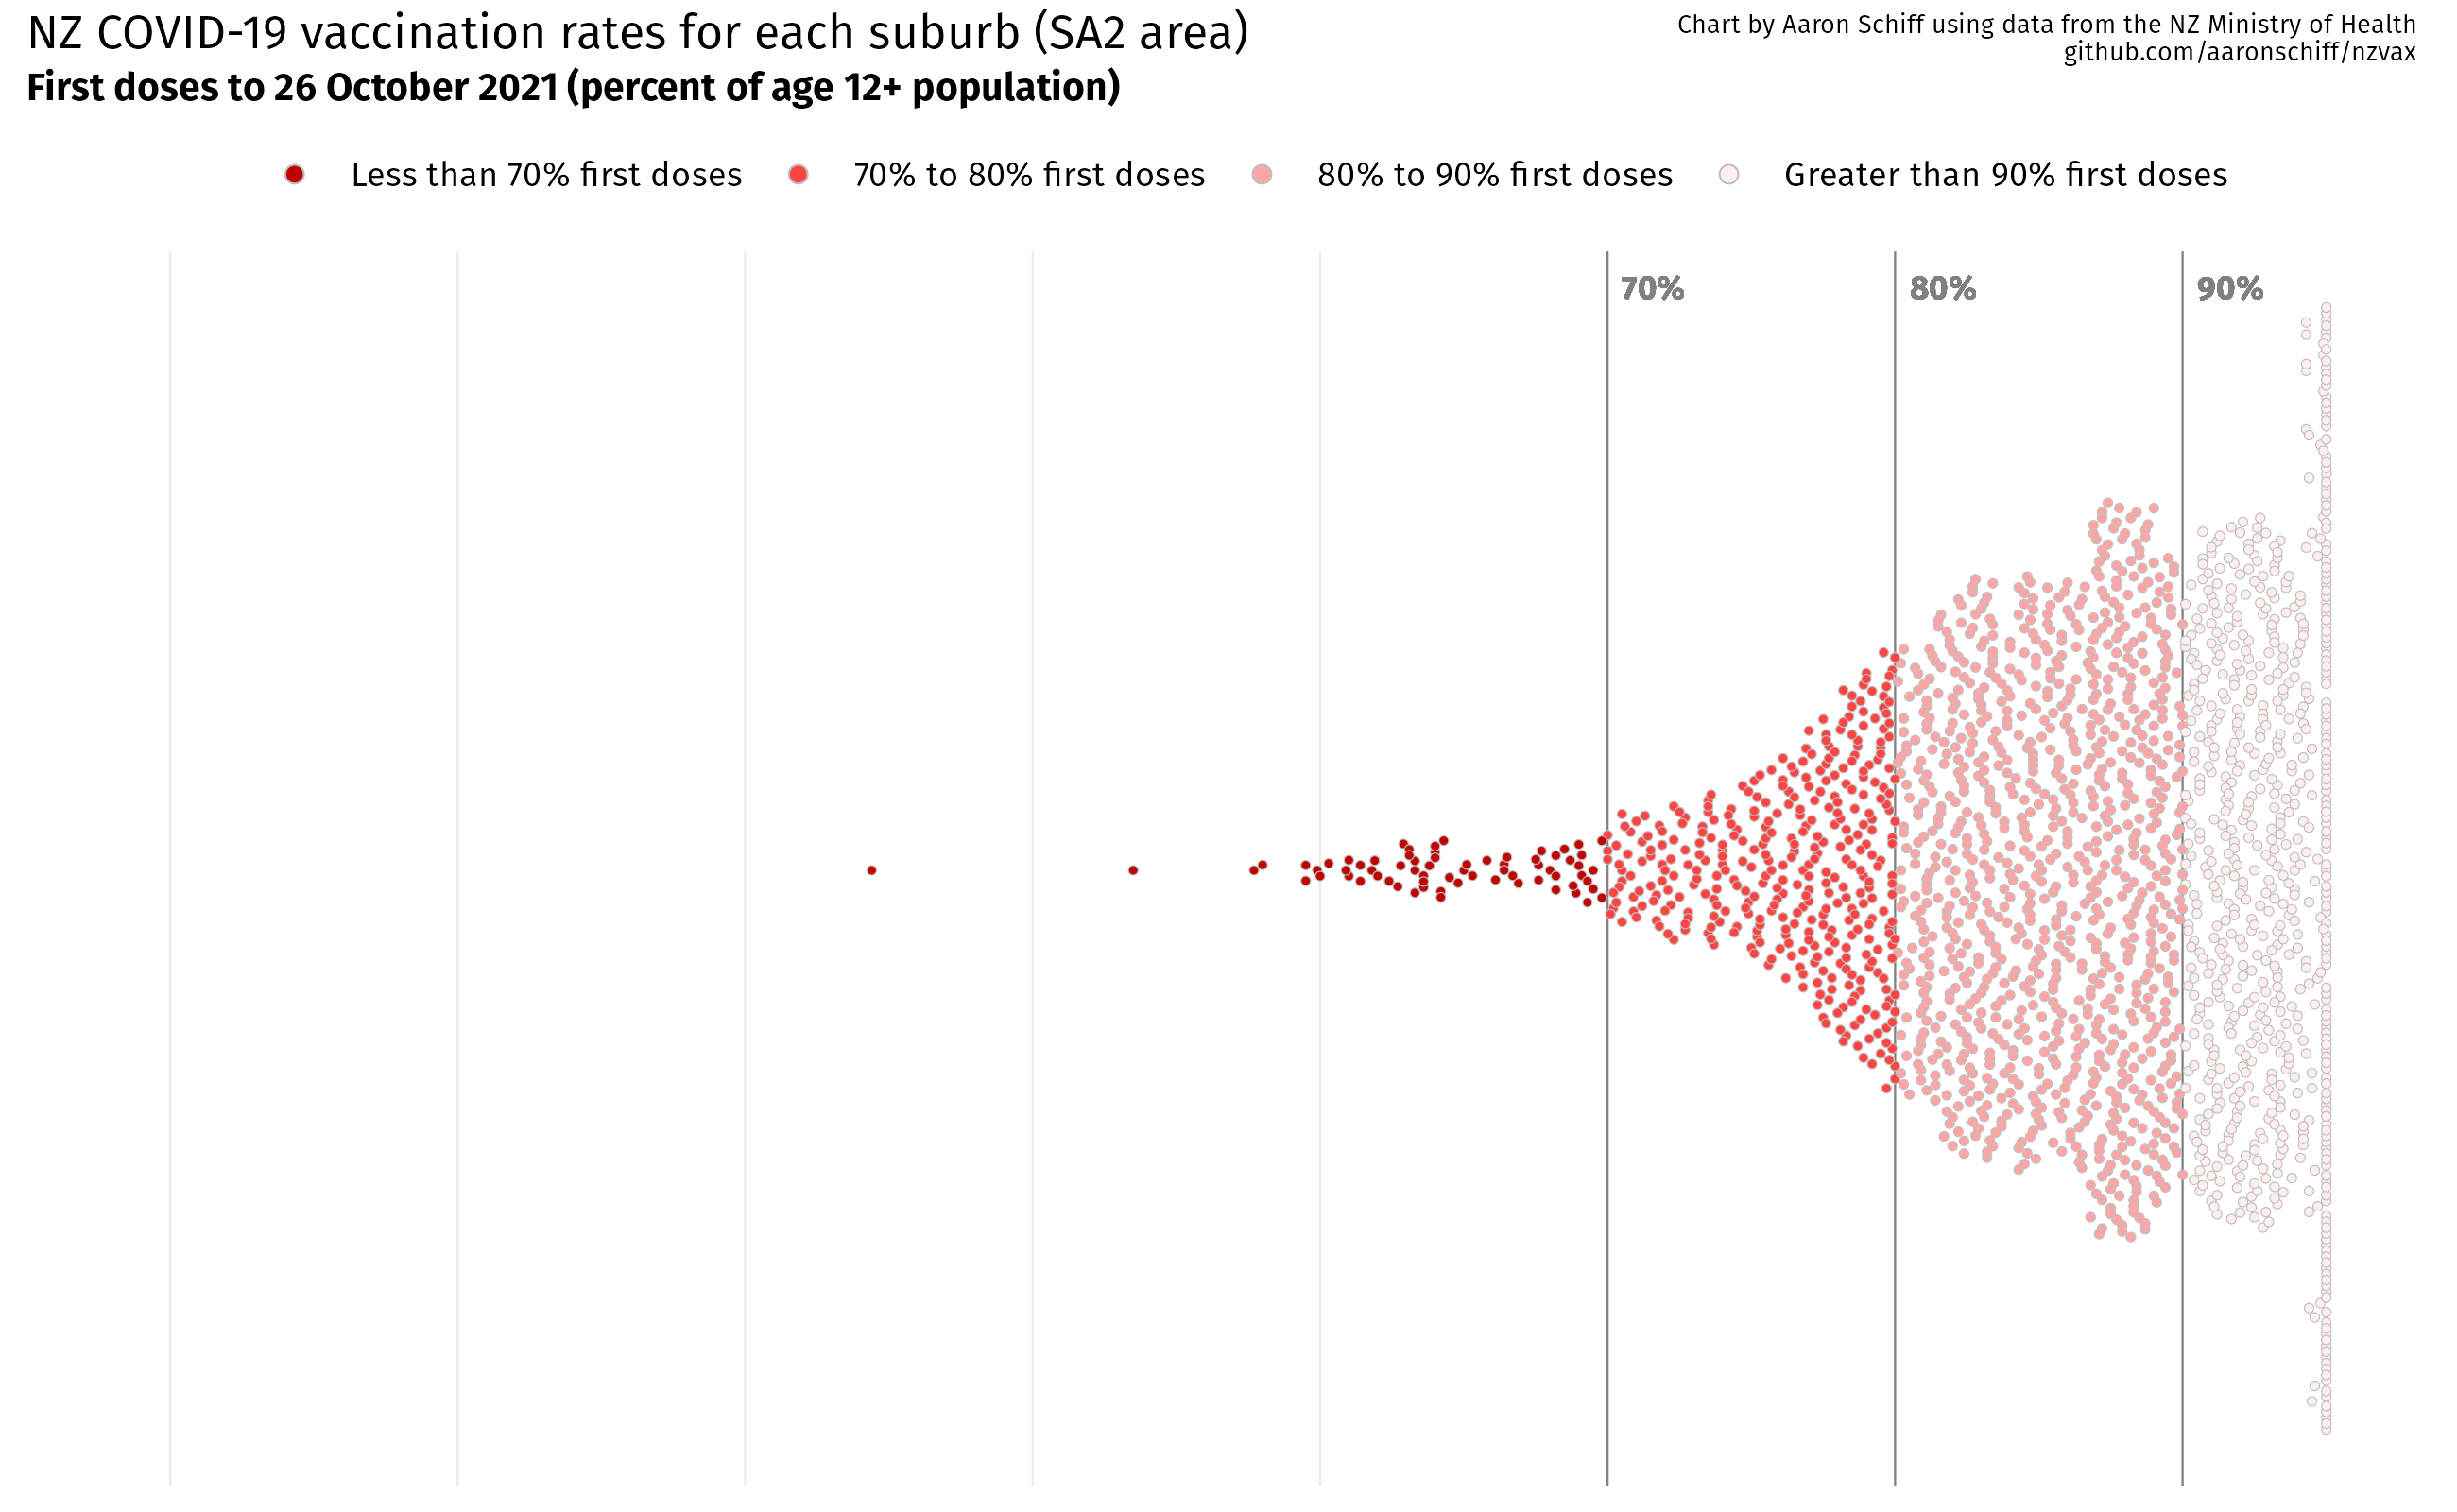 NZ COVID-19 vaccination rates for each suburb (SA2 area)
First doses to 26 October 2021 (percent of age 12+ population)
Chart by Aaron Schiff using data from the NZ Ministry of Health
github.com/aaronschiff/nzvax
Less than 70% first doses 70% to 80% first doses 80% to 90% first doses Greater than 90% first doses
70% 80% 90%